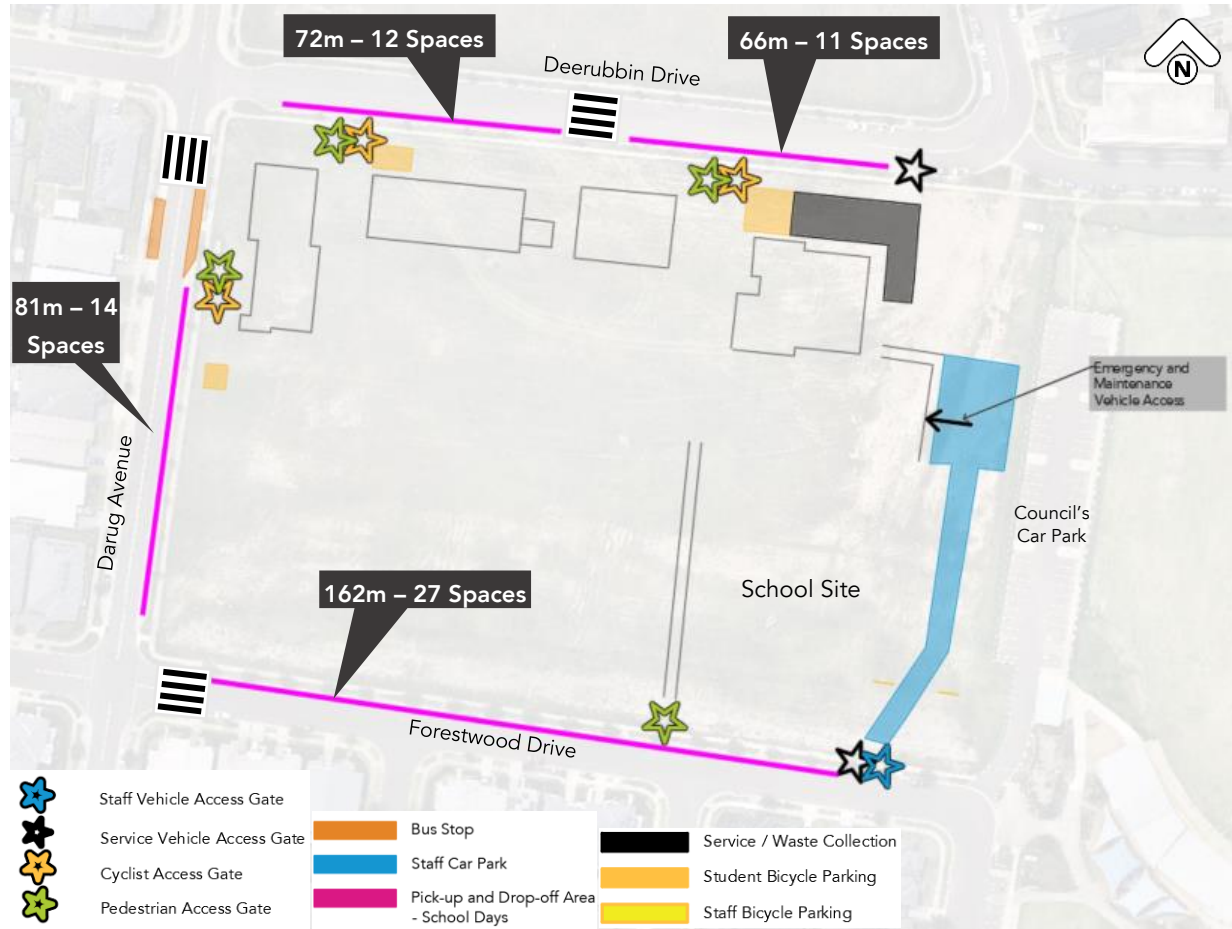 72m – 12 Spaces
66m – 11 Spaces
Deerubbin Drive
N
81m – 14
Spaces
Emergency and
Maintenance
Vehicle Access
Darug Avenue
Council's
Car Park
162m – 27 Spaces
School Site
Forestwood Drive
Staff Vehicle Access Gate
Service Vehicle Access Gate
Cyclist Access Gate
Pedestrian Access Gate
Bus Stop
Staff Car Park
Pick-up and Drop-off Area
- School Days
Service / Waste Collection
Student Bicycle Parking
Staff Bicycle Parking